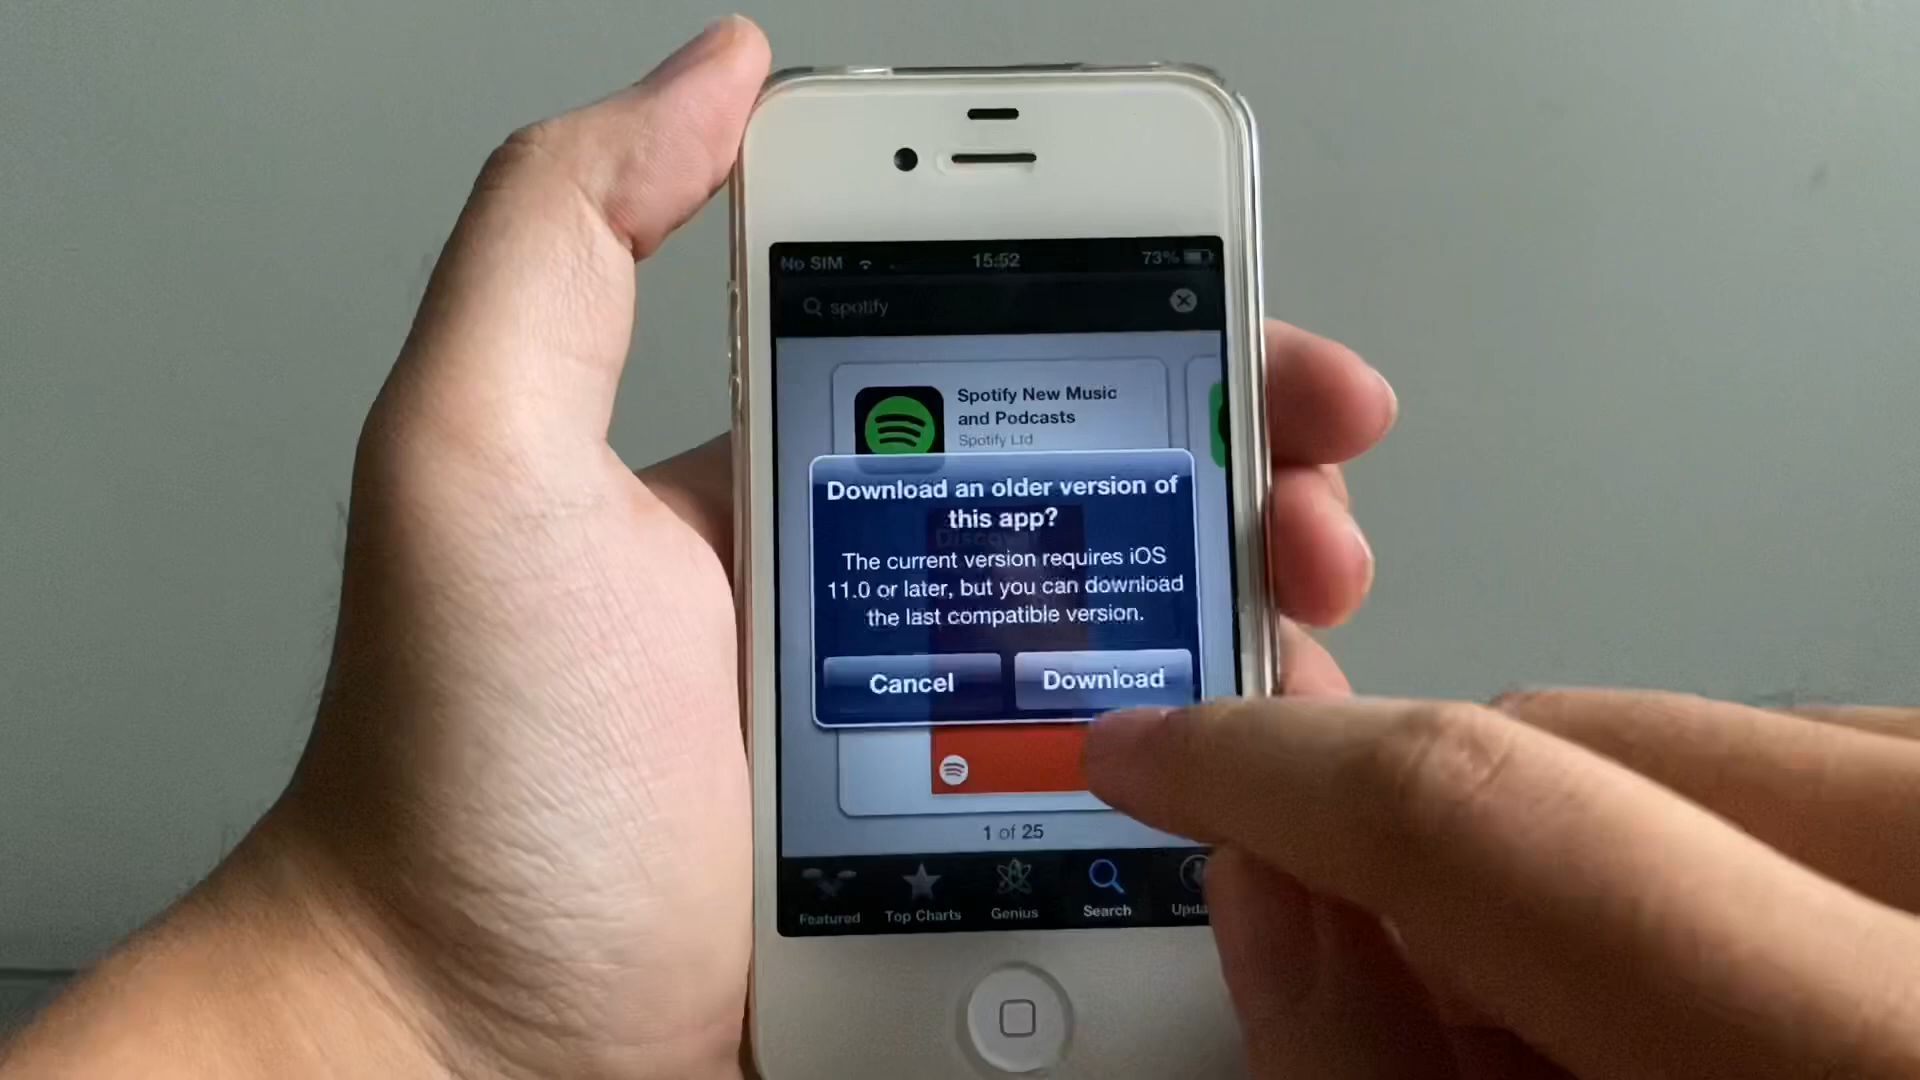 No SIM 15:52 73%
spotify
Spotify New Music
and Podcasts
Spotify Ltd
Download an older version of
this app?
The current version requires iOS
11.0 or later, but you can download
the last compatible version.
Cancel Download
1 of 25
Featured Top Charts Genius Search Upda